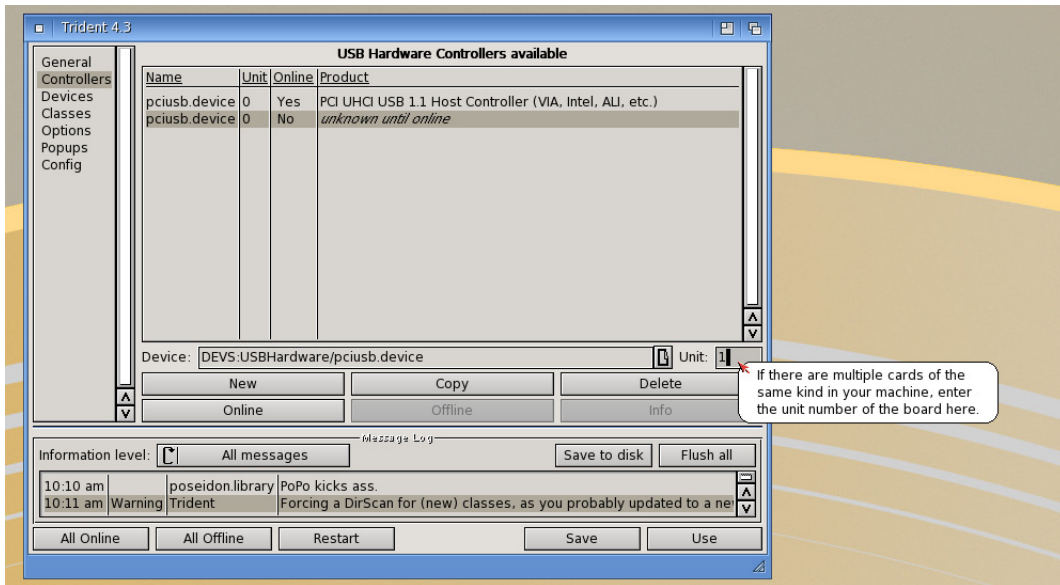 Trident 4.3
General
Controllers
Devices
Classes
Options
Popups
Config
USB Hardware Controllers available
Name Unit Online Product
pciusb.device 0 Yes PCI UHCI USB 1.1 Host Controller (VIA, Intel, ALI, etc.)
pciusb.device 0 No unknown until online
Device: DEVS:USBHardware/pciusb.device Unit: 1
New Copy Delete
Online Offline Info
If there are multiple cards of the
same kind in your machine, enter
the unit number of the board here.
Message Log
Information level: All messages Save to disk Flush all
10:10 am poseidon.library PoPo kicks ass.
10:11 am Warning Trident Forcing a DirScan for (new) classes, as you probably updated to a ne
All Online All Offline Restart Save Use